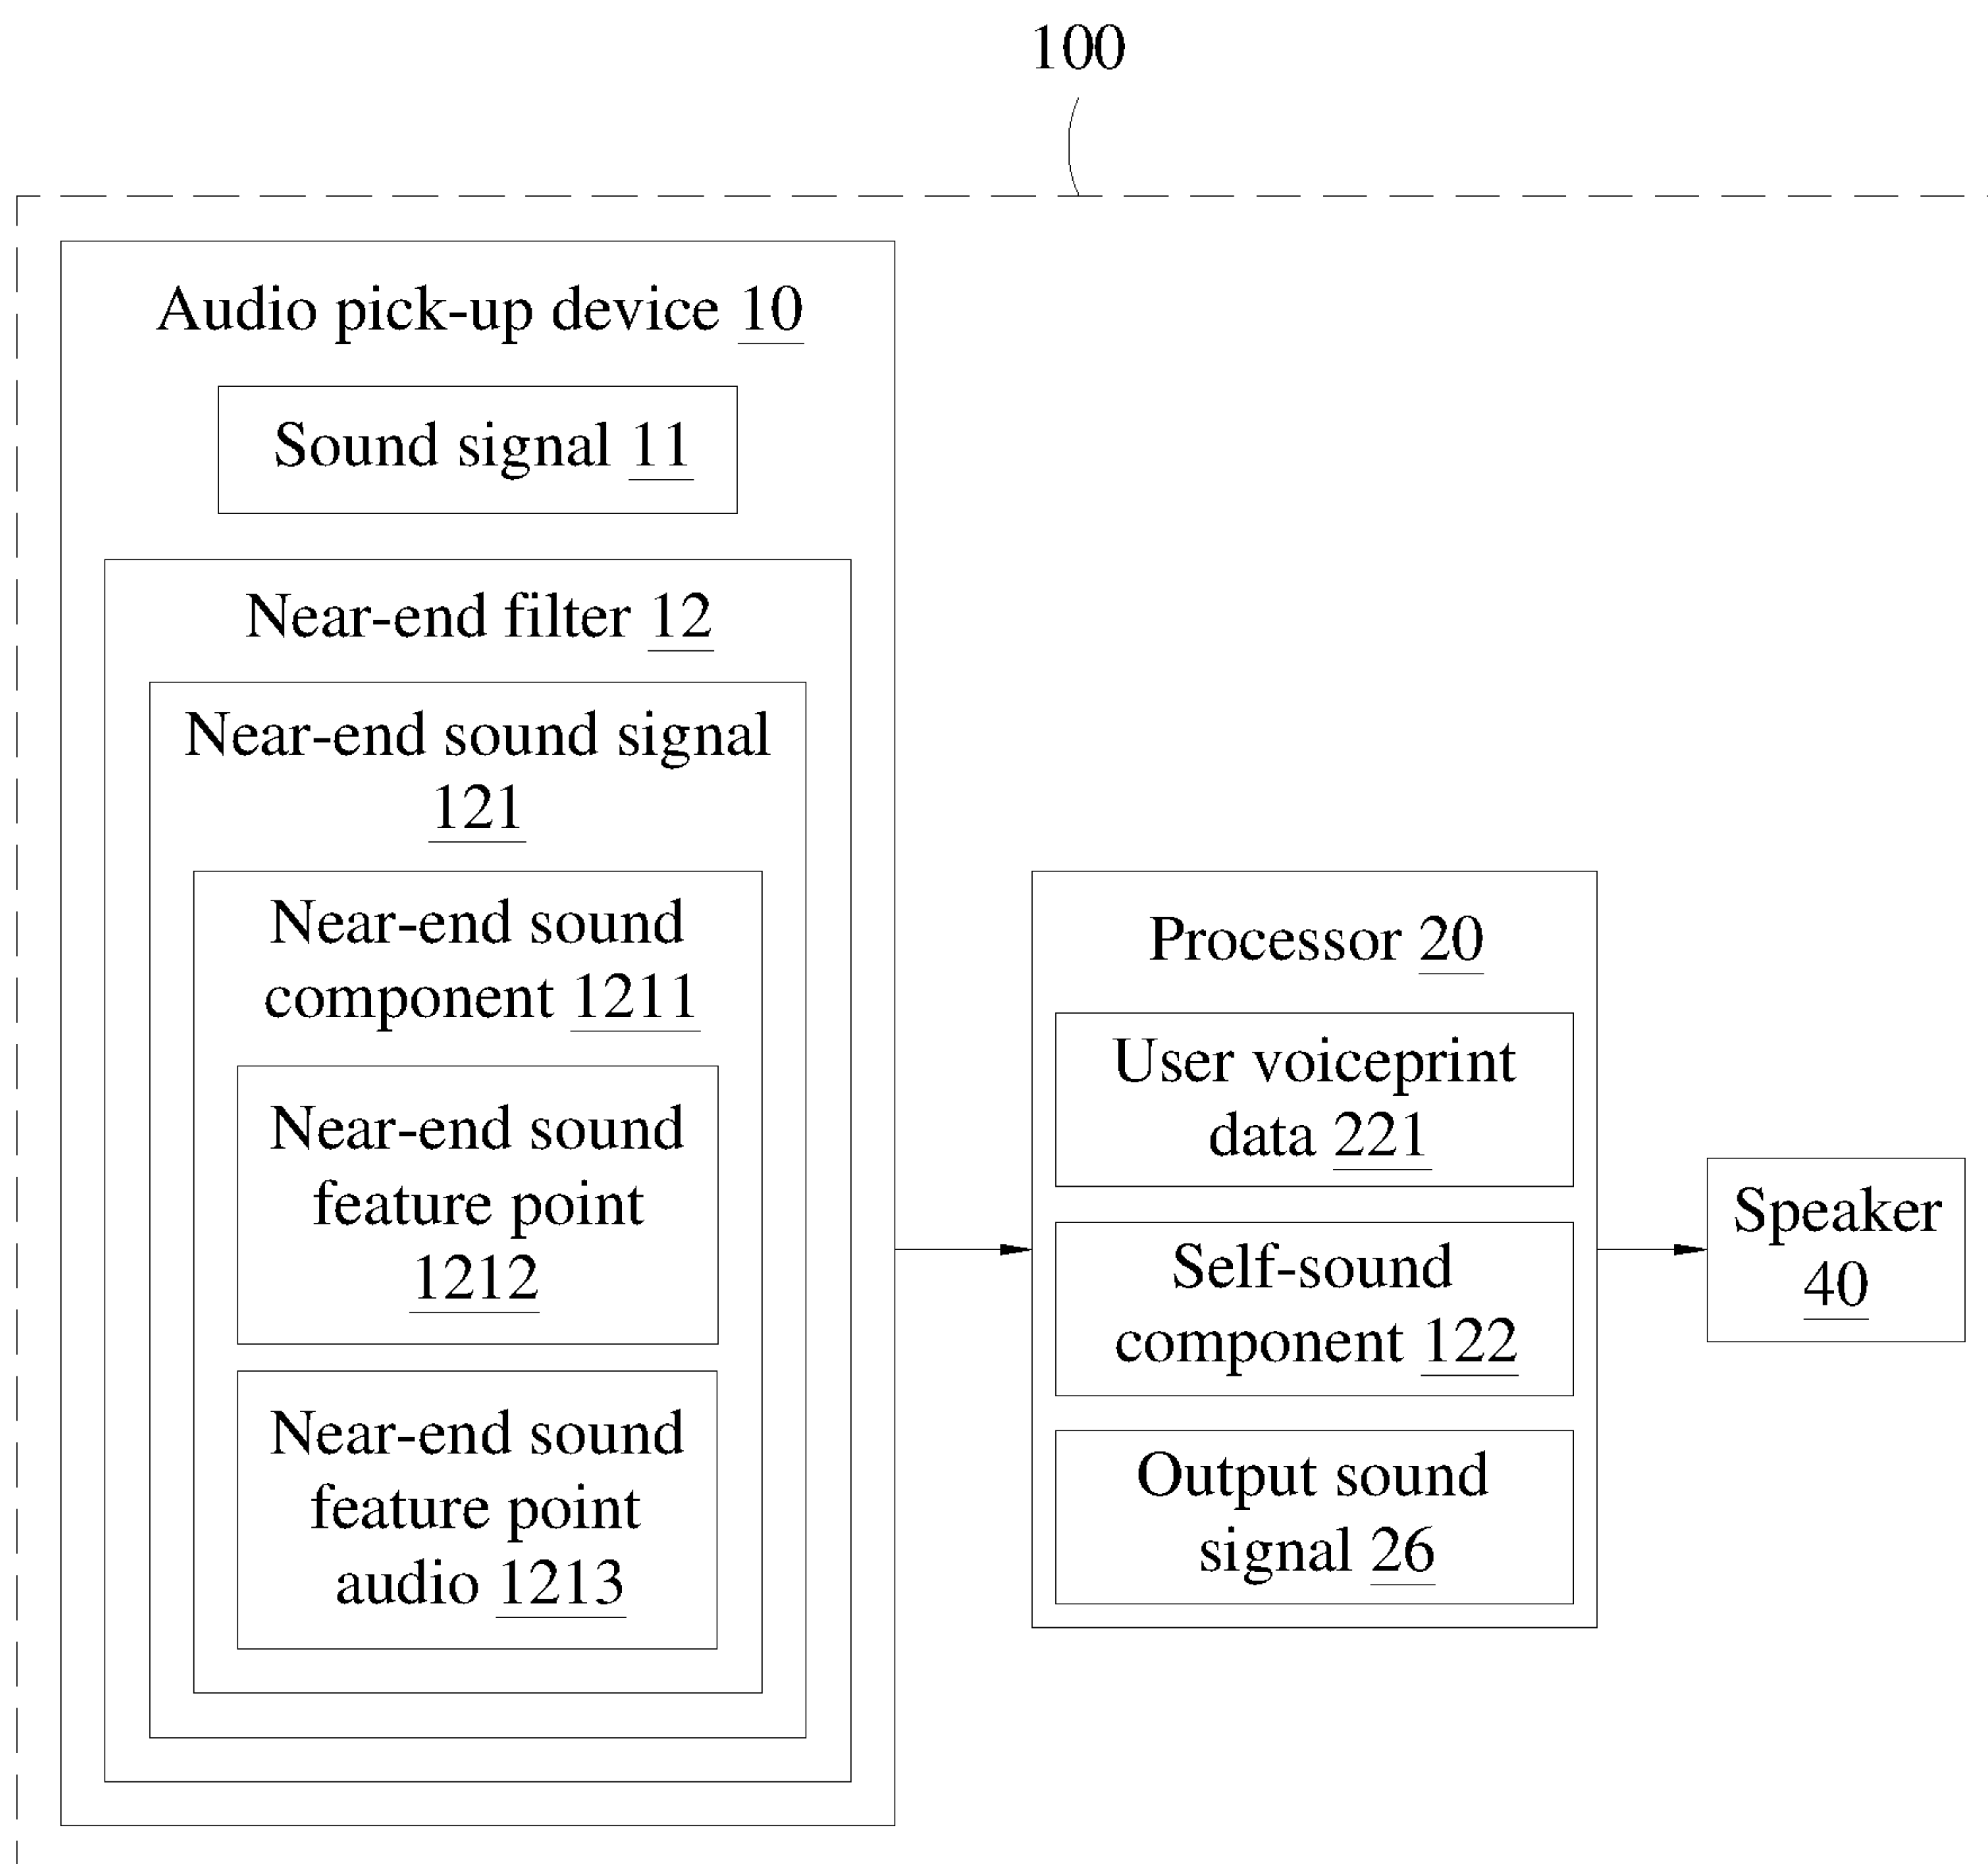 100
Audio pick-up device 10
Sound signal 11
Near-end filter 12
Near-end sound signal
121
Near-end sound
component 1211
Near-end sound
feature point
1212
Near-end sound
feature point
audio 1213
Processor 20
User voiceprint
data 221
Self-sound
component 122
Output sound
signal 26
Speaker
40